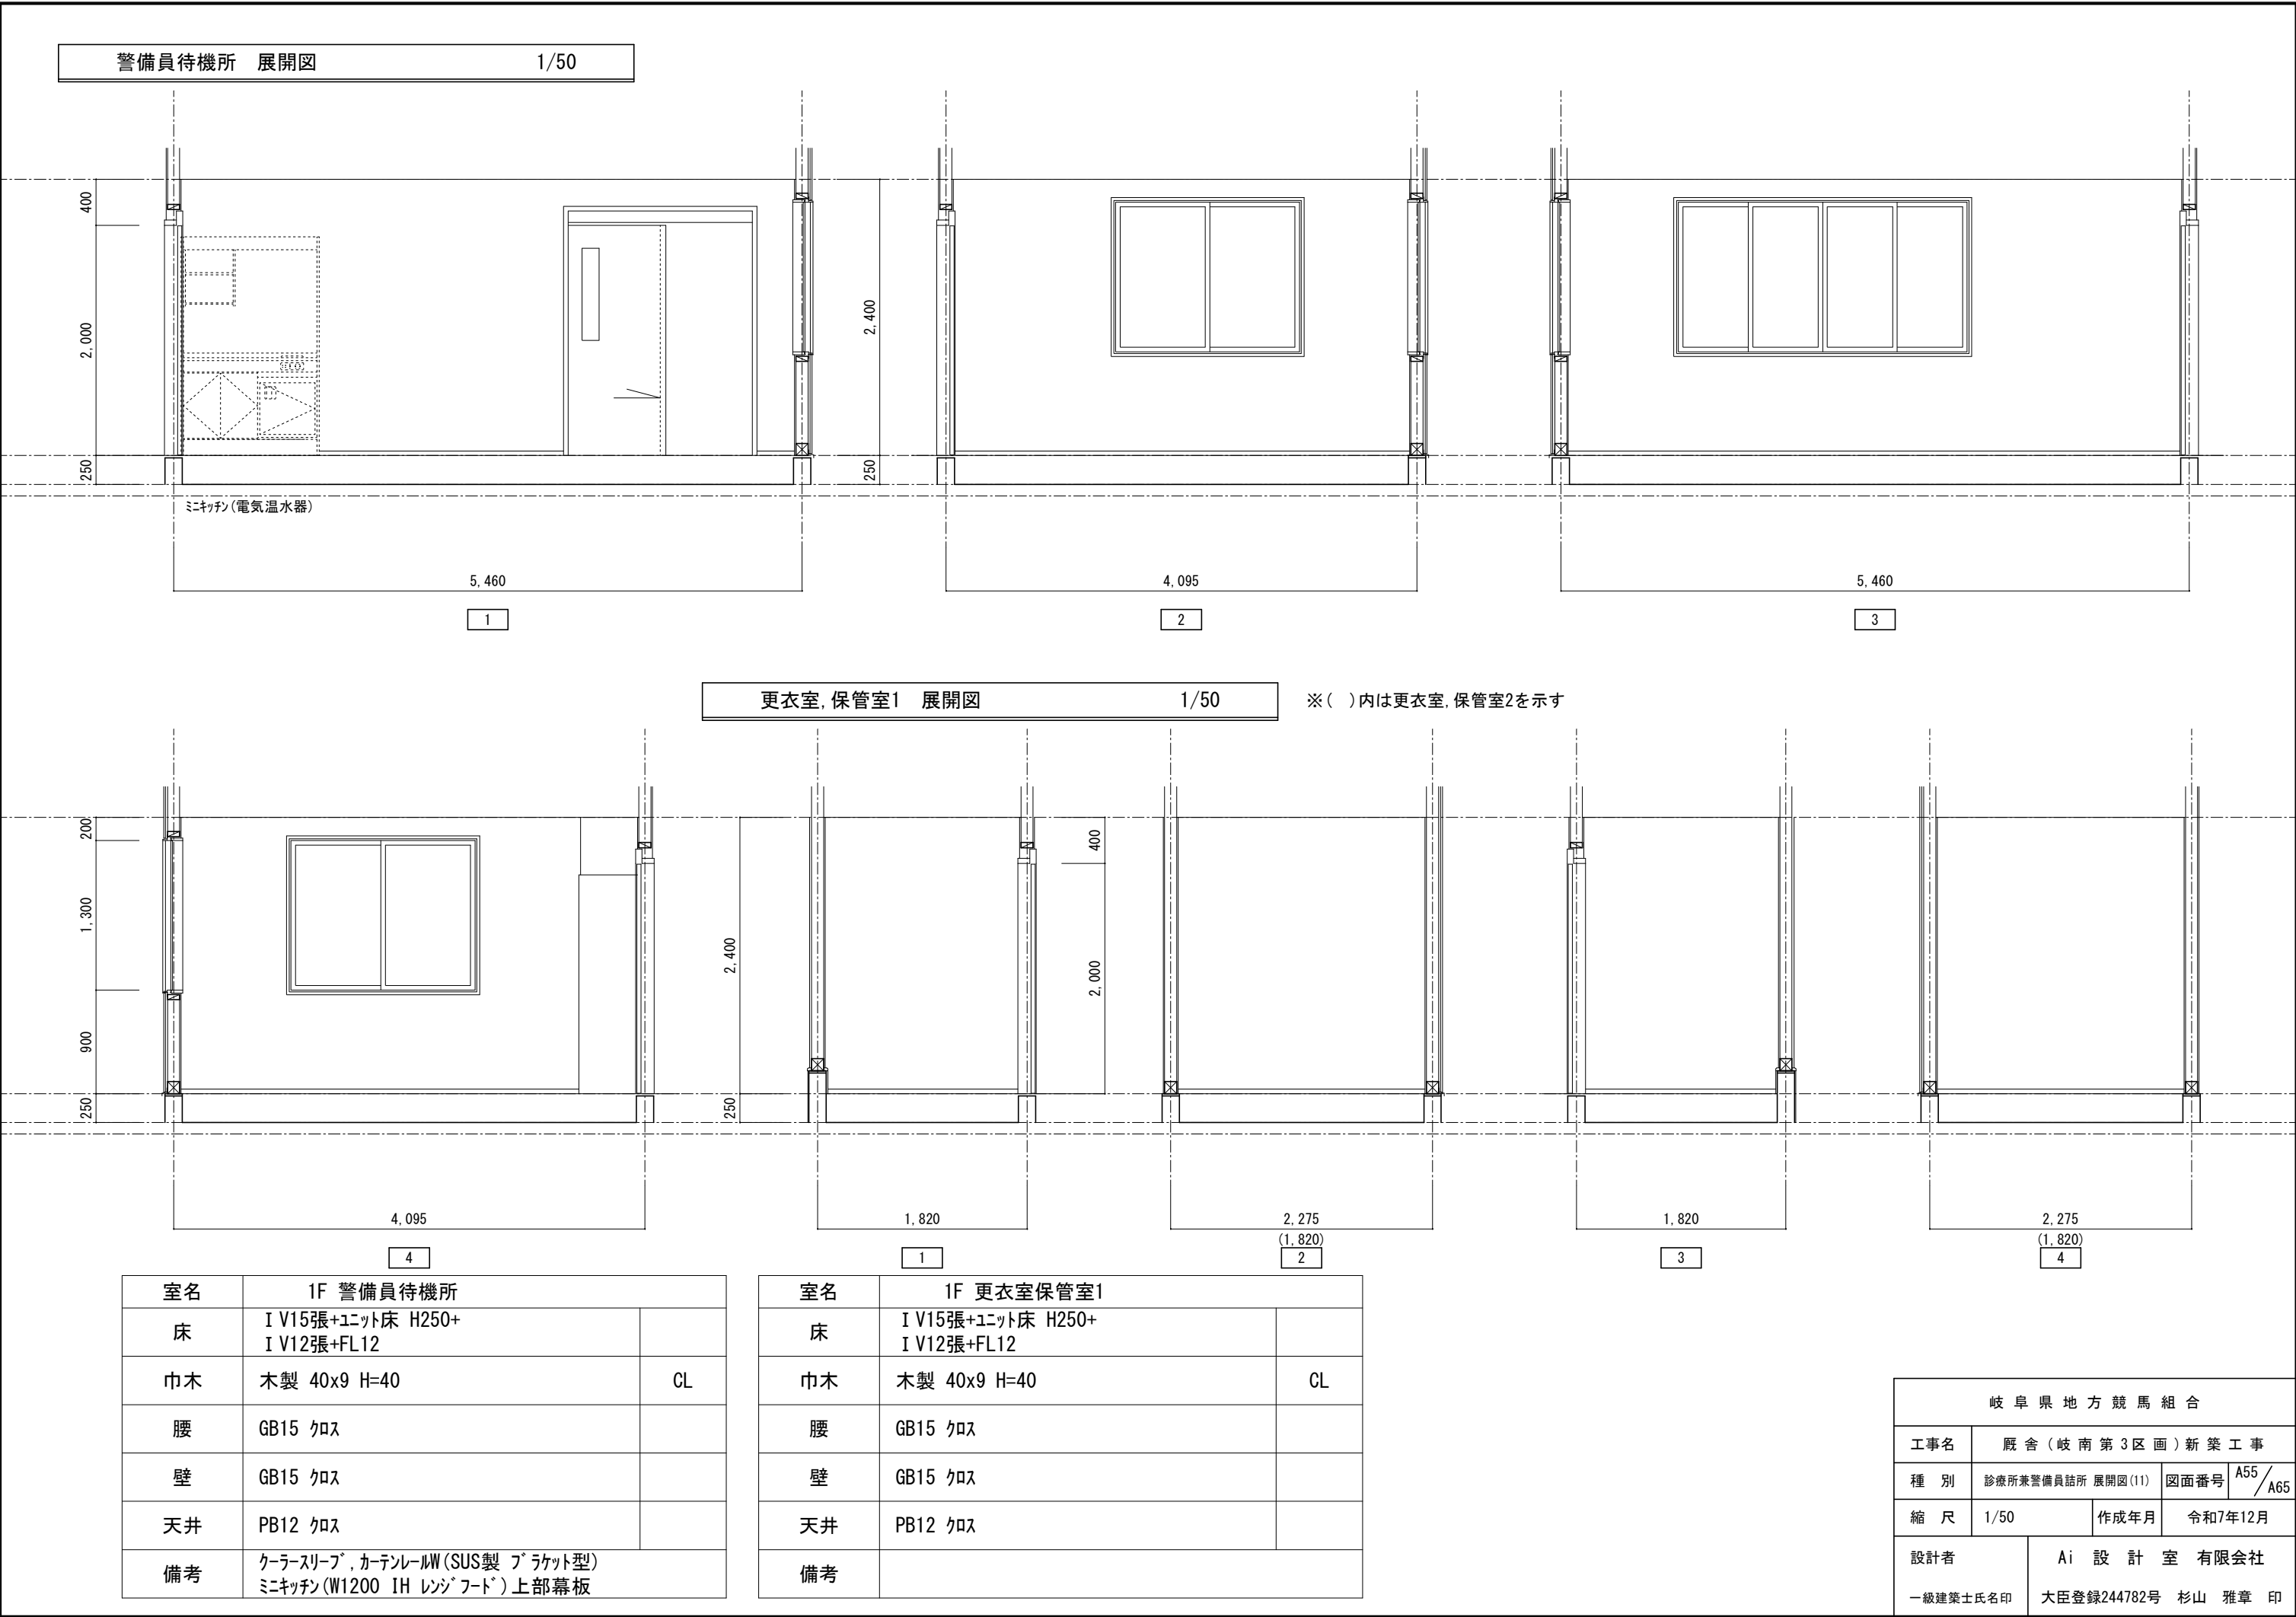 警備員待機所 展開図 1/50
400
2,000
250
2,400
250
ﾐﾆｷｯﾁﾝ(電気温水器)
5,460
4,095
5,460
1
2
3
更衣室,保管室1 展開図 1/50
※( )内は更衣室,保管室2を示す
200
1,300
900
250
2,400
250
400
2,000
4,095
1,820
2,275
(1,820)
1,820
2,275
(1,820)
4
1
2
3
4
室名 1F 警備員待機所
床 ⅠV15張+ﾕﾆｯﾄ床 H250+
ⅠV12張+FL12
巾木 木製 40x9 H=40 CL
腰 GB15 ｸﾛｽ
壁 GB15 ｸﾛｽ
天井 PB12 ｸﾛｽ
備考 ｸｰﾗｰｽﾘｰﾌﾞ,ｶｰﾃﾝﾚｰﾙW(SUS製 ﾌﾞﾗｹｯﾄ型)
ﾐﾆｷｯﾁﾝ(W1200 IH ﾚﾝｼﾞﾌｰﾄﾞ)上部幕板
室名 1F 更衣室保管室1
床 ⅠV15張+ﾕﾆｯﾄ床 H250+
ⅠV12張+FL12
巾木 木製 40x9 H=40 CL
腰 GB15 ｸﾛｽ
壁 GB15 ｸﾛｽ
天井 PB12 ｸﾛｽ
備考
岐阜県地方競馬組合
工事名 厩舎(岐南第3区画)新築工事
種 別 診療所兼警備員詰所 展開図(11) 図面番号 A55/A65
縮 尺 1/50 作成年月 令和7年12月
設計者 Ai 設 計 室 有限会社
一級建築士氏名印 大臣登録244782号 杉山 雅章 印